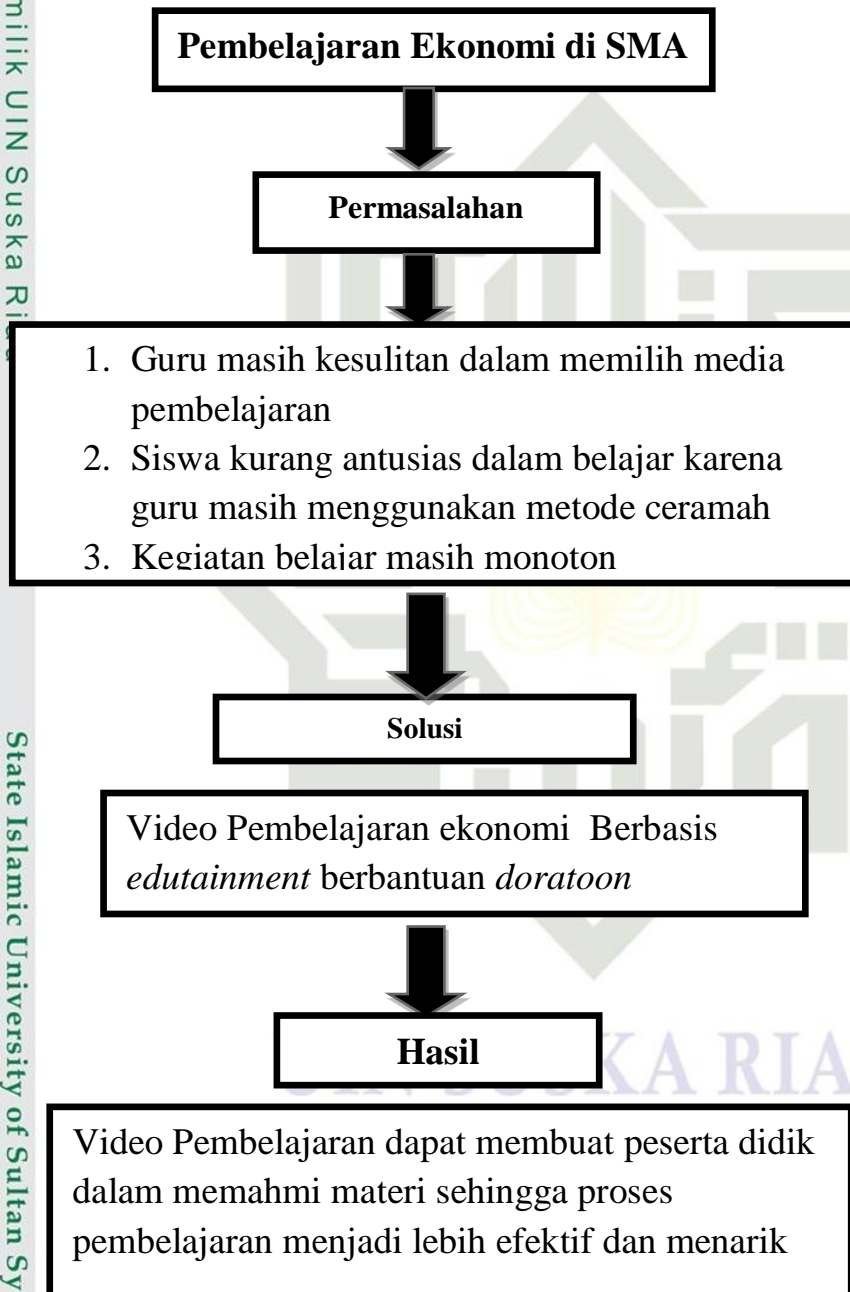 milik UIN Suska Riau
Pembelajaran Ekonomi di SMA
Permasalahan
1. Guru masih kesulitan dalam memilih media
pembelajaran
2. Siswa kurang antusias dalam belajar karena
guru masih menggunakan metode ceramah
3. Kegiatan belajar masih monoton
Solusi
Video Pembelajaran ekonomi Berbasis
edutainment berbantuan doratoon
Hasil
Video Pembelajaran dapat membuat peserta didik
dalam memahmi materi sehingga proses
pembelajaran menjadi lebih efektif dan menarik
State Islamic University of Sultan Sy
KA RIA